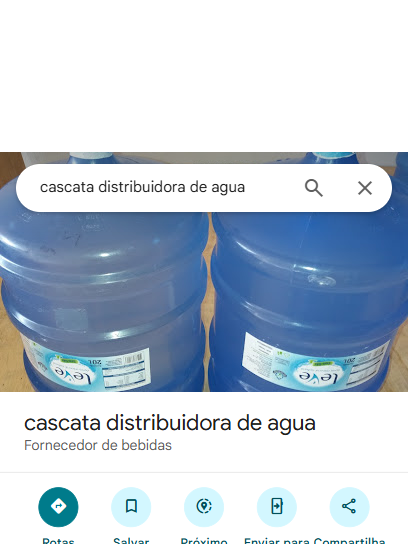 cascata distribuidora de agua
leve
20L
leve
20L
cascata distribuidora de agua
Fornecedor de bebidas
Rotas
Salvar
Próximo
Enviar para
Compartilha